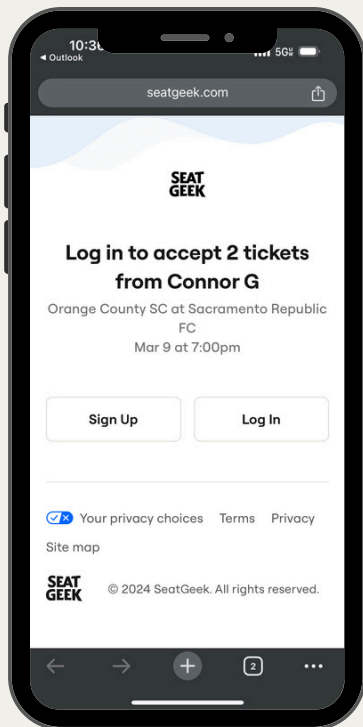 10:36
◀ Outlook
5G
seatgeek.com
SEAT
GEEK
Log in to accept 2 tickets
from Connor G
Orange County SC at Sacramento Republic
FC
Mar 9 at 7:00pm
Sign Up
Log In
Your privacy choices
Terms
Privacy
Site map
SEAT
GEEK
© 2024 SeatGeek. All rights reserved.
2